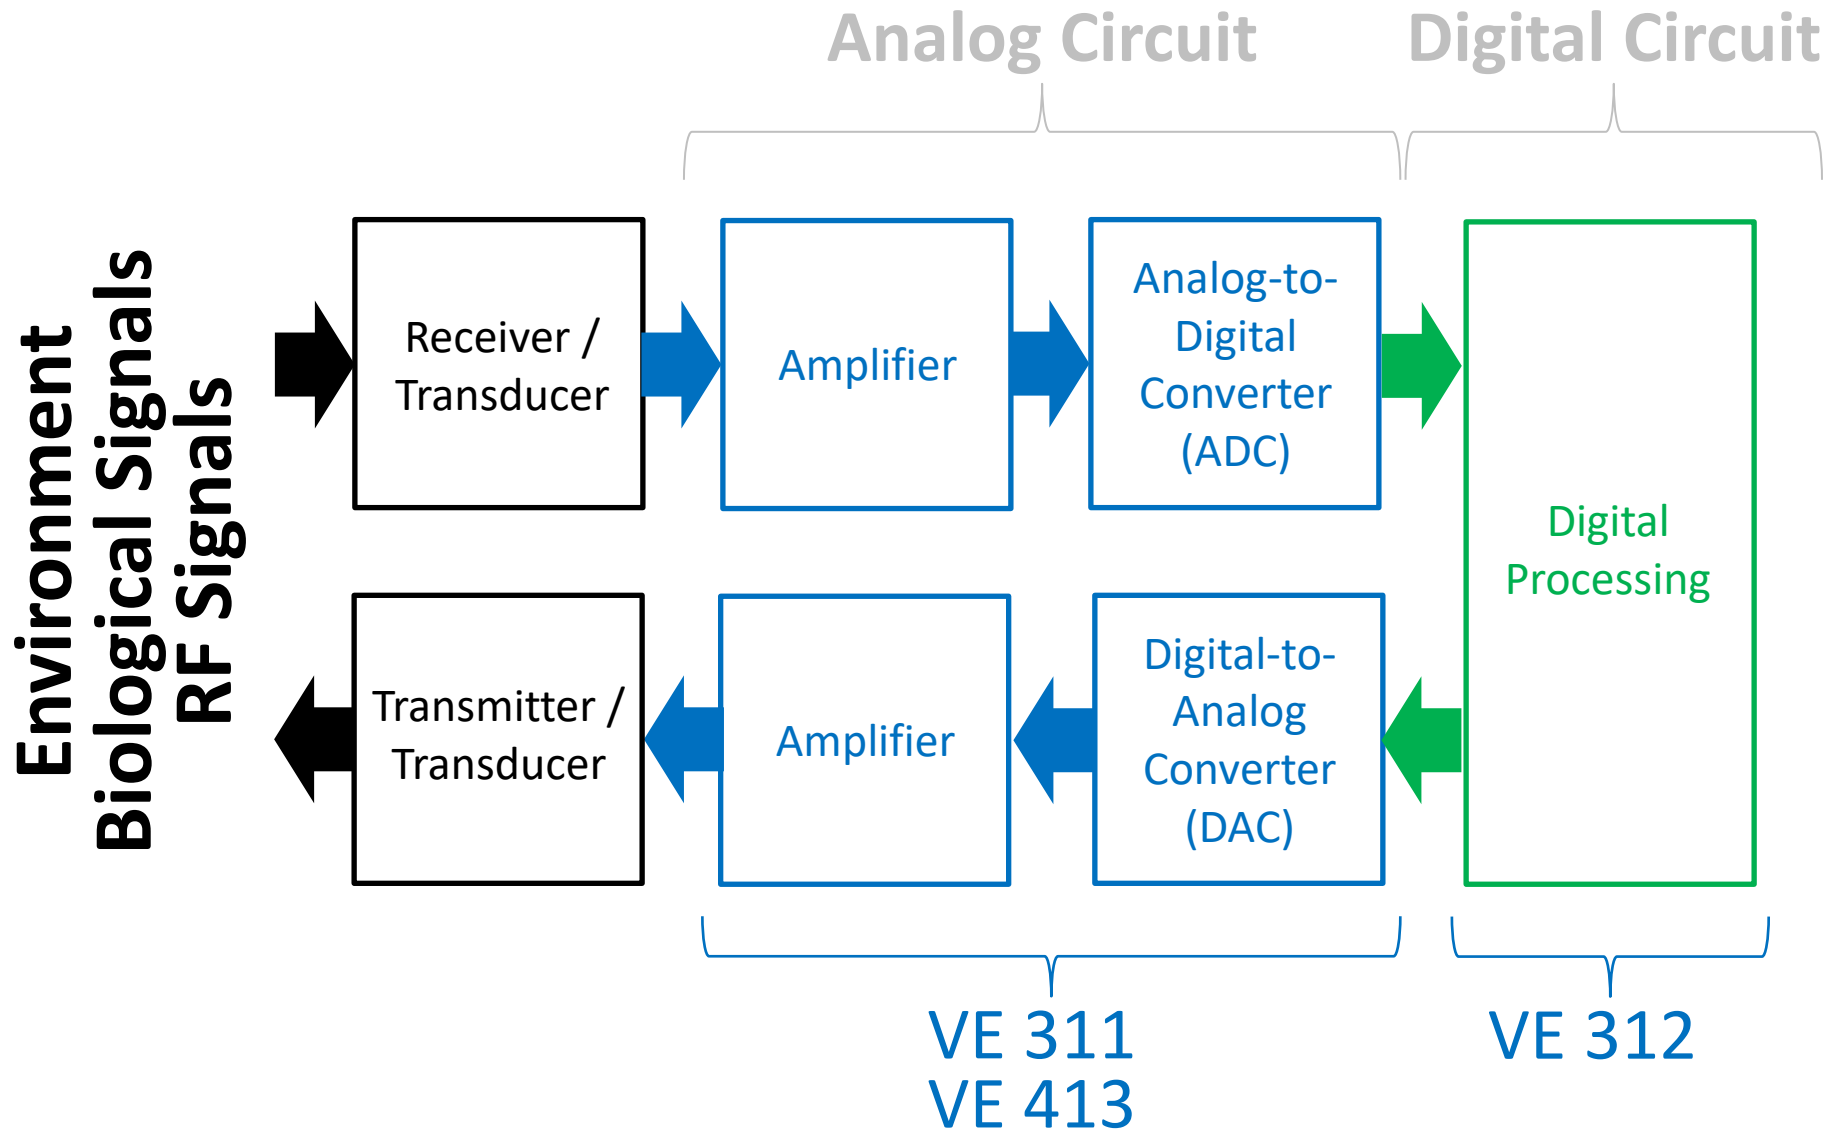 Analog Circuit
Digital Circuit
Environment
Biological Signals
RF Signals
Receiver /
Transducer
Amplifier
Analog-to-
Digital
Converter
(ADC)
Digital
Processing
Transmitter /
Transducer
Amplifier
Digital-to-
Analog
Converter
(DAC)
VE 311
VE 413
VE 312